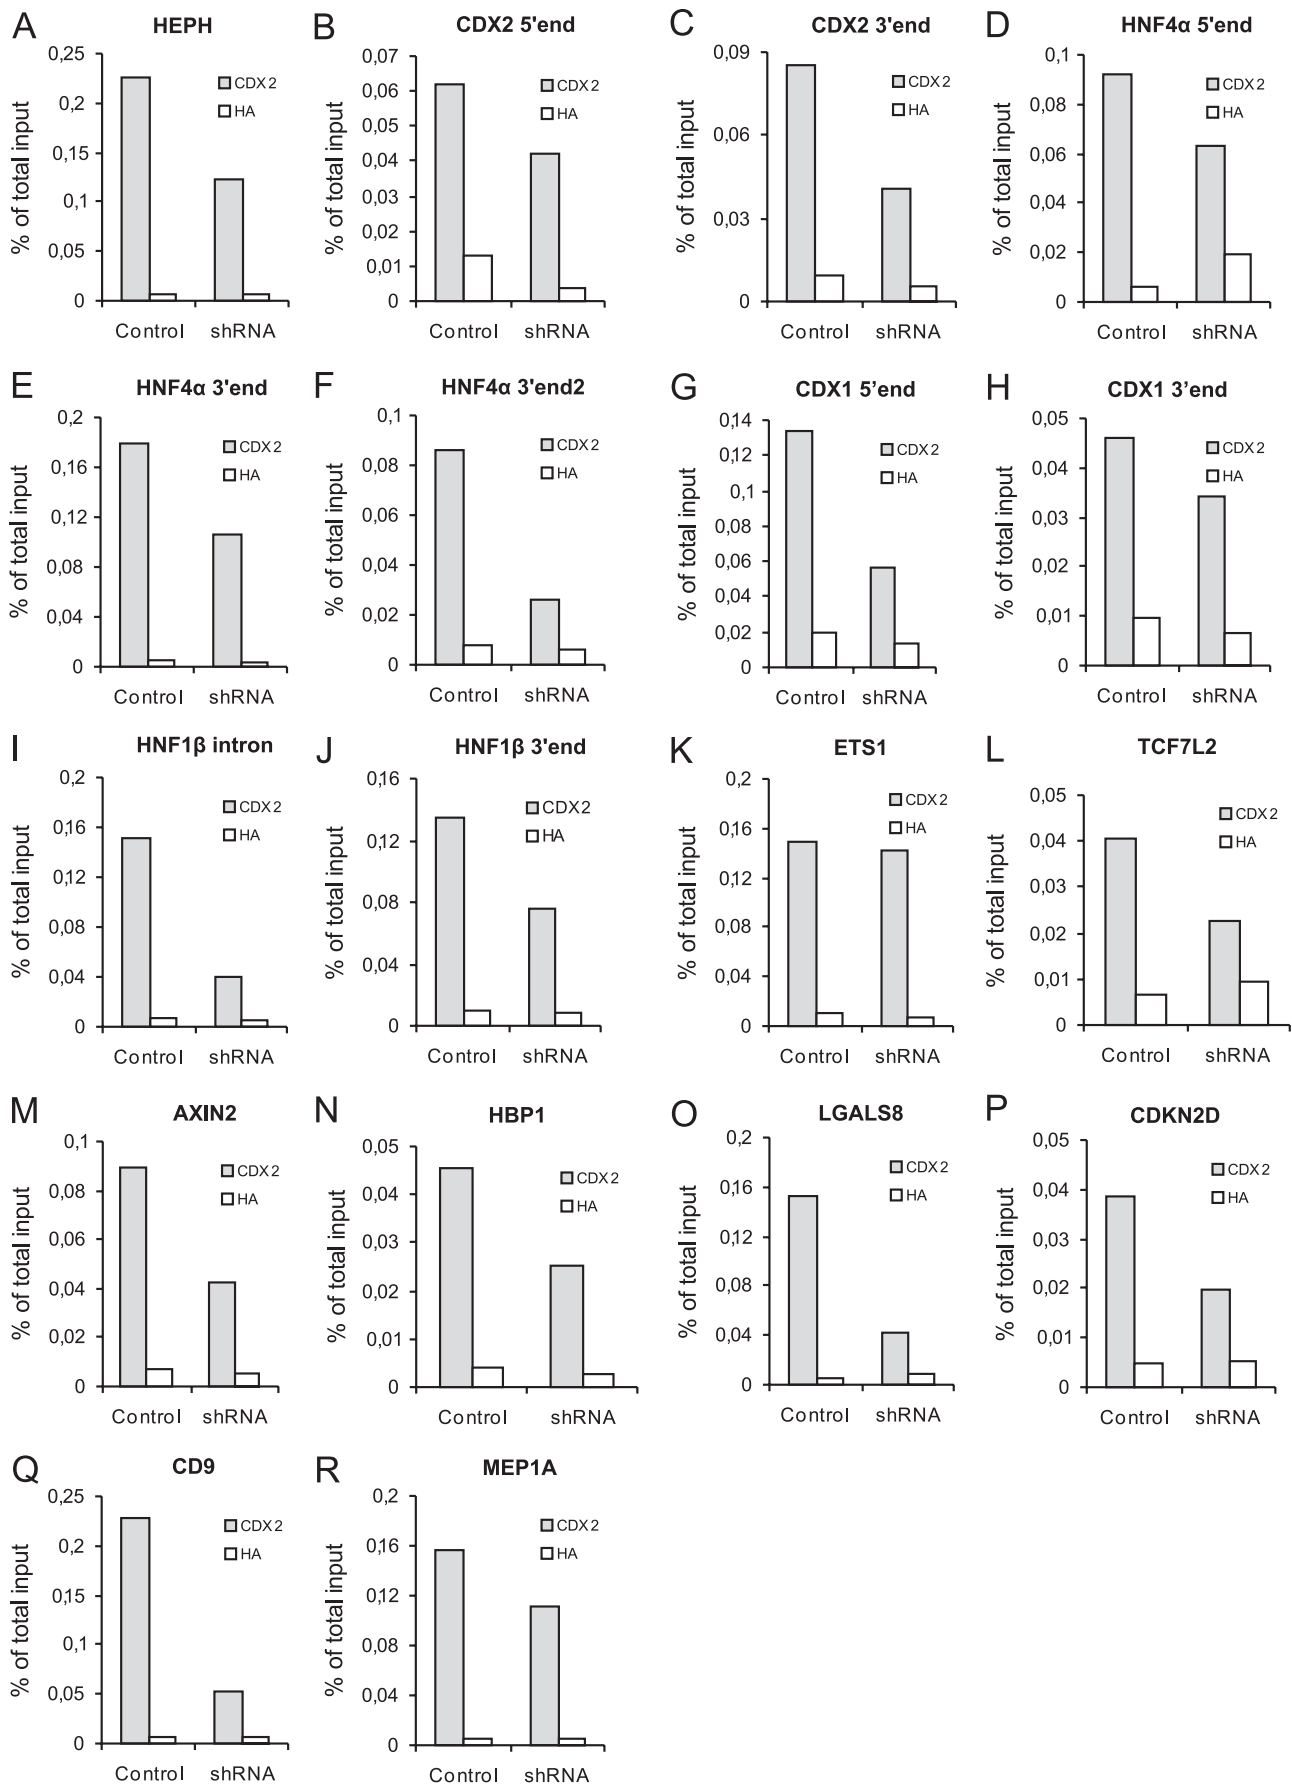 A
HEPH
% of total input
0,25
0,2
0,15
0,1
0,05
0
CDX2
HA
Control shRNA
B
CDX2 5'end
% of total input
0,07
0,06
0,05
0,04
0,03
0,02
0,01
0
CDX2
HA
Control shRNA
C
CDX2 3'end
% of total input
0,09
0,06
0,03
0
CDX2
HA
Control shRNA
D
HNF4α 5'end
% of total input
0,1
0,08
0,06
0,04
0,02
0
CDX2
HA
Control shRNA
E
HNF4α 3'end
% of total input
0,2
0,16
0,12
0,08
0,04
0
CDX2
HA
Control shRNA
F
HNF4α 3'end2
% of total input
0,1
0,08
0,06
0,04
0,02
0
CDX2
HA
Control shRNA
G
CDX1 5’end
% of total input
0,14
0,12
0,1
0,08
0,06
0,04
0,02
0
CDX2
HA
Control shRNA
H
CDX1 3’end
% of total input
0,05
0,04
0,03
0,02
0,01
0
CDX2
HA
Control shRNA
I
HNF1β intron
% of total input
0,2
0,16
0,12
0,08
0,04
0
CDX2
HA
Control shRNA
J
HNF1β 3'end
% of total input
0,16
0,12
0,08
0,04
0
CDX2
HA
Control shRNA
K
ETS1
% of total input
0,2
0,16
0,12
0,08
0,04
0
CDX2
HA
Control shRNA
L
TCF7L2
% of total input
0,05
0,04
0,03
0,02
0,01
0
CDX2
HA
Control shRNA
M
AXIN2
% of total input
0,1
0,08
0,06
0,04
0,02
0
CDX2
HA
Control shRNA
N
HBP1
% of total input
0,05
0,04
0,03
0,02
0,01
0
CDX2
HA
Control shRNA
O
LGALS8
% of total input
0,2
0,16
0,12
0,08
0,04
0
CDX2
HA
Control shRNA
P
CDKN2D
% of total input
0,05
0,04
0,03
0,02
0,01
0
CDX2
HA
Control shRNA
Q
CD9
% of total input
0,25
0,2
0,15
0,1
0,05
0
CDX2
HA
Control shRNA
R
MEP1A
% of total input
0,2
0,16
0,12
0,08
0,04
0
CDX2
HA
Control shRNA